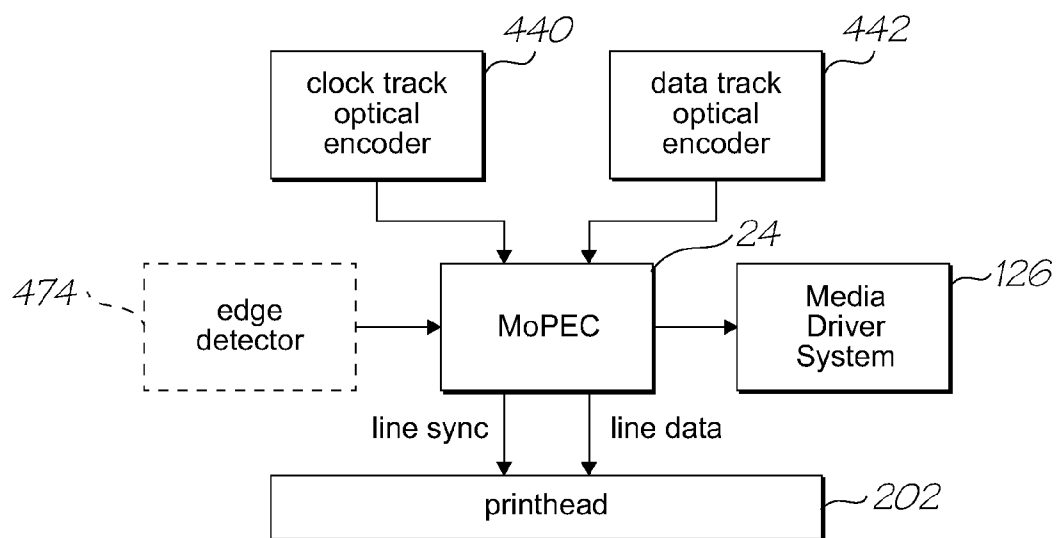 440
442
clock track
optical
encoder
data track
optical
encoder
24
474
126
edge
detector
MoPEC
Media
Driver
System
line sync
line data
printhead
202